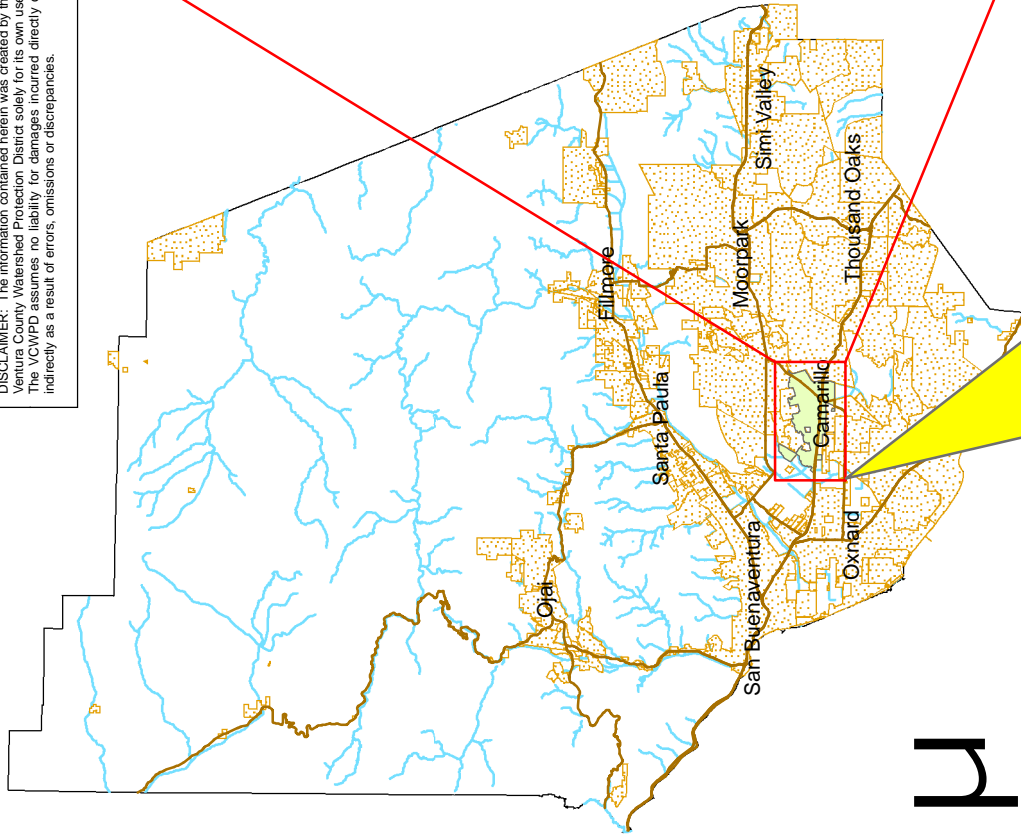 DISCLAIMER: The information contained herein was created by the
Ventura County Watershed Protection District solely for its own use
The VCWPD assumes no liability for damages incurred directly o
indirectly as a result of errors, omissions or discrepancies.
Fillmore
Simi Valley
Moorpark
Thousand Oaks
Santa Paula
Camarillo
Ojai
San Buenaventura
Oxnard
µ